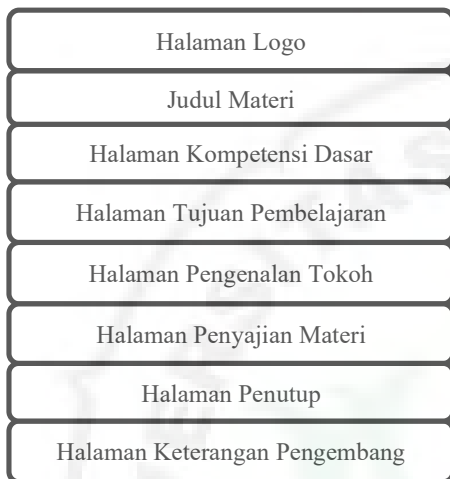 Halaman Logo
Judul Materi
Halaman Kompetensi Dasar
Halaman Tujuan Pembelajaran
Halaman Pengenalan Tokoh
Halaman Penyajian Materi
Halaman Penutup
Halaman Keterangan Pengembang